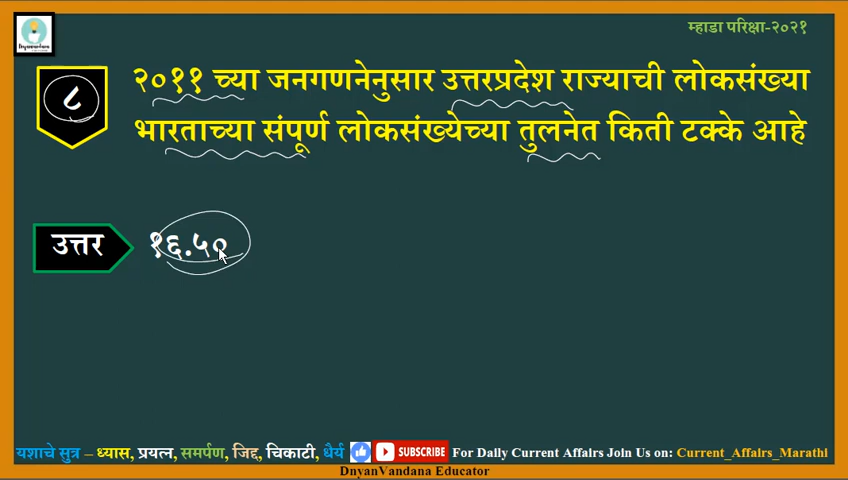 DnyanVandana
म्हाडा परिक्षा-२०२१
८
२०११ च्या जनगणनेनुसार उत्तरप्रदेश राज्याची लोकसंख्या
भारताच्या संपूर्ण लोकसंख्येच्या तुलनेत किती टक्के आहे
उत्तर
१६.५०
यशाचे सुत्र – ध्यास, प्रयत्न, समर्पण, जिद्द, चिकाटी, धैर्य SUBSCRIBE For Daily Current Affairs Join Us on: Current_Affairs_Marathi
DnyanVandana Educator